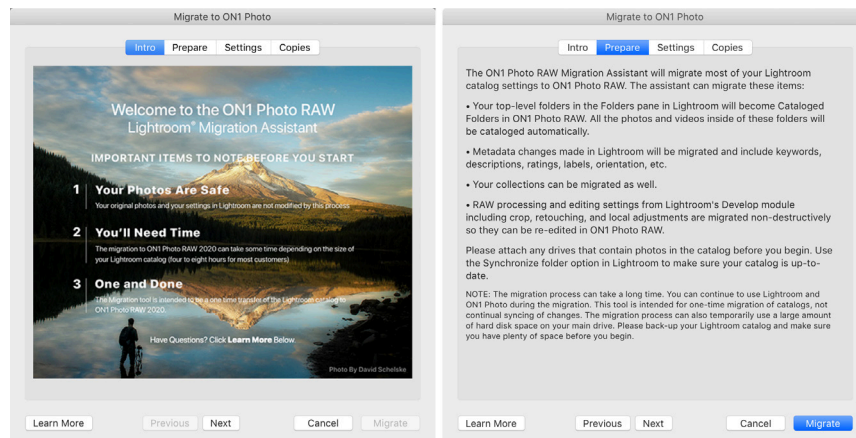 Migrate to ON1 Photo
Intro Prepare Settings Copies
Welcome to the ON1 Photo RAW
Lightroom® Migration Assistant
IMPORTANT ITEMS TO NOTE BEFORE YOU START
1 Your Photos Are Safe
Your original photos and your settings in Lightroom are not modified by this process
2 You'll Need Time
The migration to ON1 Photo RAW 2020 can take some time depending on the size of
your Lightroom catalog (four to eight hours for most customers)
3 One and Done
The Migration tool is intended to be a one time transfer of the Lightroom catalog to
ON1 Photo RAW 2020.
Have Questions? Click Learn More Below.
Photo By David Schelske
Learn More Previous Next Cancel Migrate
Migrate to ON1 Photo
Intro Prepare Settings Copies
The ON1 Photo RAW Migration Assistant will migrate most of your Lightroom
catalog settings to ON1 Photo RAW. The assistant can migrate these items:
• Your top-level folders in the Folders pane in Lightroom will become Cataloged
Folders in ON1 Photo RAW. All the photos and videos inside of these folders will
be cataloged automatically.
• Metadata changes made in Lightroom will be migrated and include keywords,
descriptions, ratings, labels, orientation, etc.
• Your collections can be migrated as well.
• RAW processing and editing settings from Lightroom's Develop module
including crop, retouching, and local adjustments are migrated non-destructively
so they can be re-edited in ON1 Photo RAW.
Please attach any drives that contain photos in the catalog before you begin. Use
the Synchronize folder option in Lightroom to make sure your catalog is up-to-
date.
NOTE: The migration process can take a long time. You can continue to use Lightroom and
ON1 Photo during the migration. This tool is intended for one-time migration of catalogs, not
continual syncing of changes. The migration process can also temporarily use a large amount
of hard disk space on your main drive. Please back-up your Lightroom catalog and make sure
you have plenty of space before you begin.
Learn More Previous Next Cancel Migrate